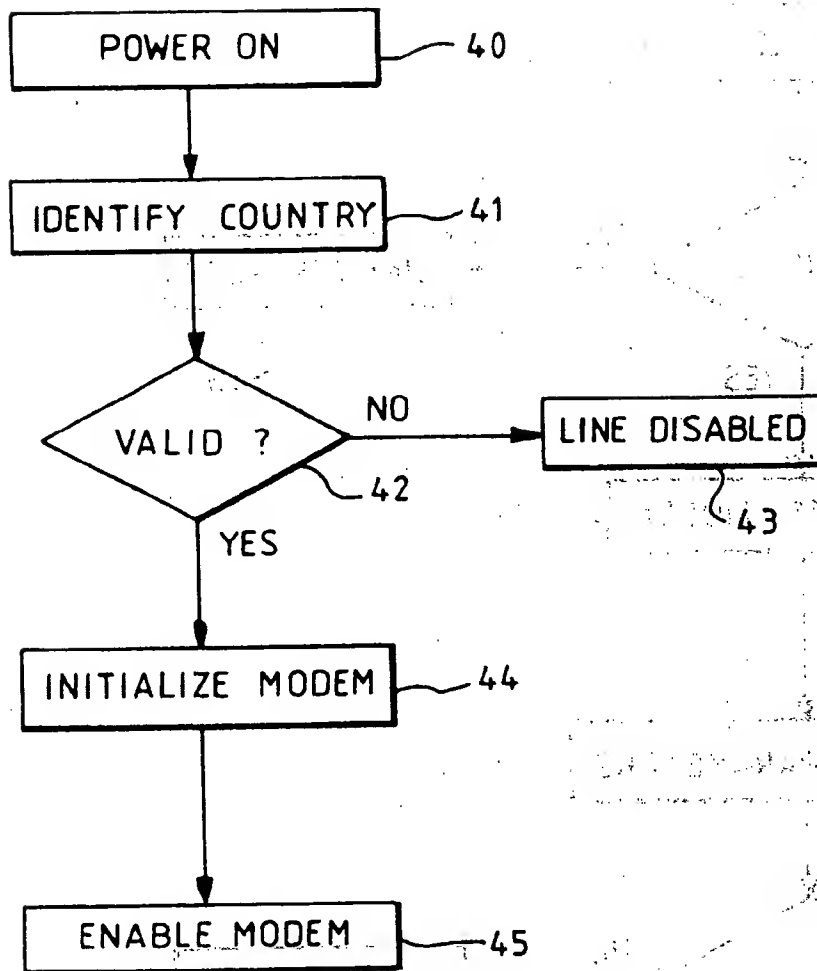 POWER ON
40
IDENTIFY COUNTRY
41
VALID ?
42
NO
LINE DISABLED
43
YES
INITIALIZE MODEM
44
ENABLE MODEM
45